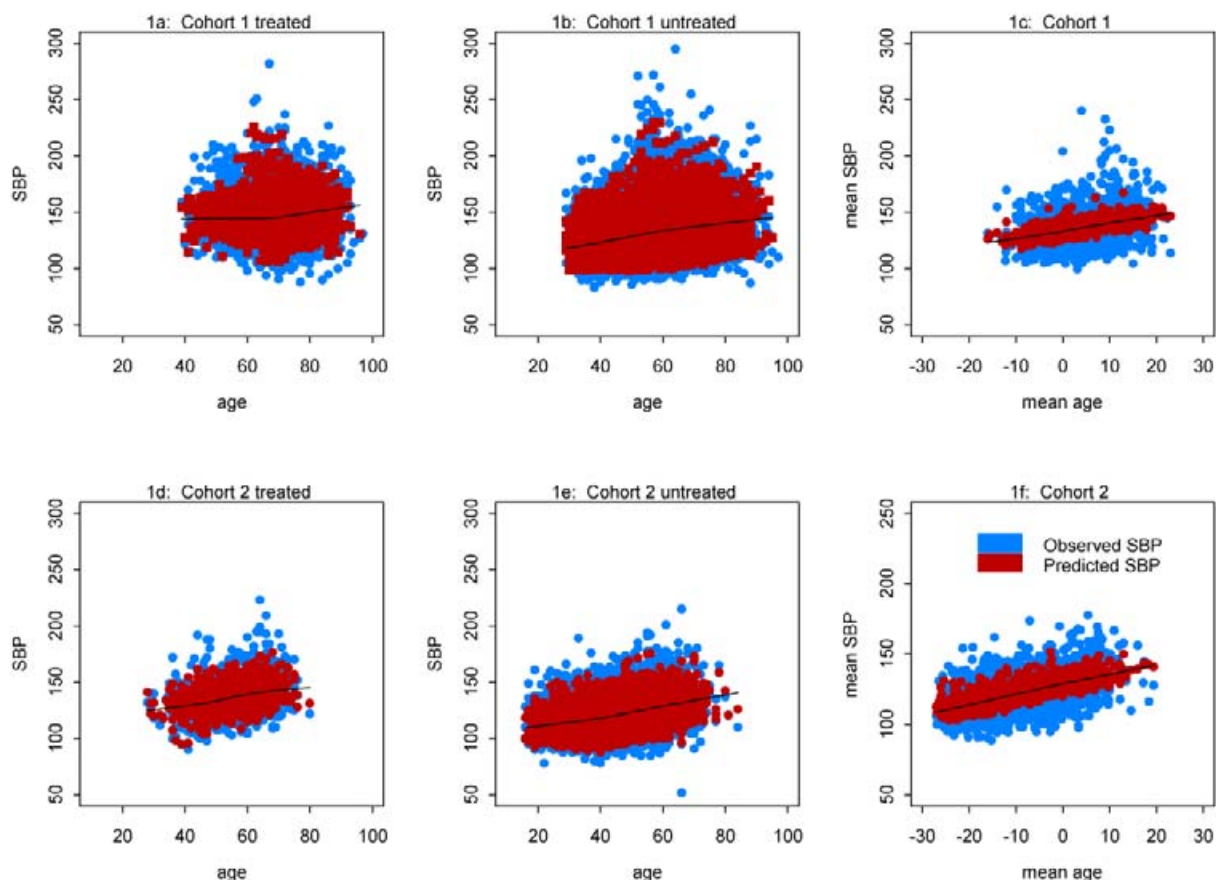 1a: Cohort 1 treated
300
250
200
150
100
50
SBP
20 40 60 80 100
age
1b: Cohort 1 untreated
300
250
200
150
100
50
SBP
20 40 60 80 100
age
1c: Cohort 1
300
250
200
150
100
50
mean SBP
-30 -20 -10 0 10 20 30
mean age
1d: Cohort 2 treated
300
250
200
150
100
50
SBP
20 40 60 80 100
age
1e: Cohort 2 untreated
300
250
200
150
100
50
SBP
20 40 60 80 100
age
1f: Cohort 2
250
200
150
100
50
mean SBP
Observed SBP
Predicted SBP
-30 -20 -10 0 10 20 30
mean age